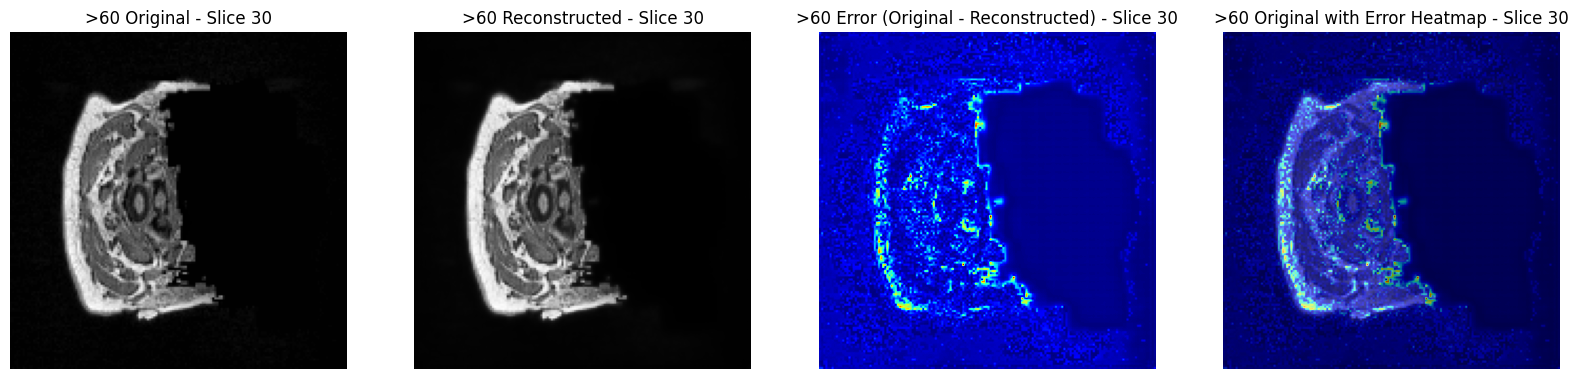 >60 Original - Slice 30
>60 Reconstructed - Slice 30
>60 Error (Original - Reconstructed) - Slice 30
>60 Original with Error Heatmap - Slice 30